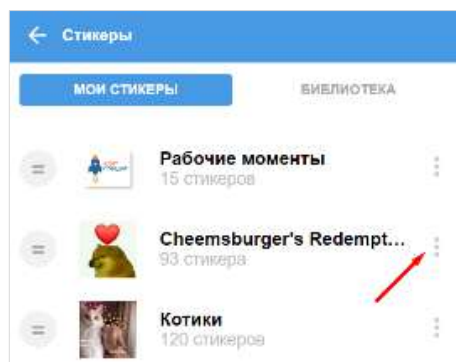 Стикеры
МОИ СТИКЕРЫ
БИБЛИОТЕКА
Рабочие моменты
15 стикеров
Cheemsburger's Redempt...
93 стикера
Котики
120 стикеров